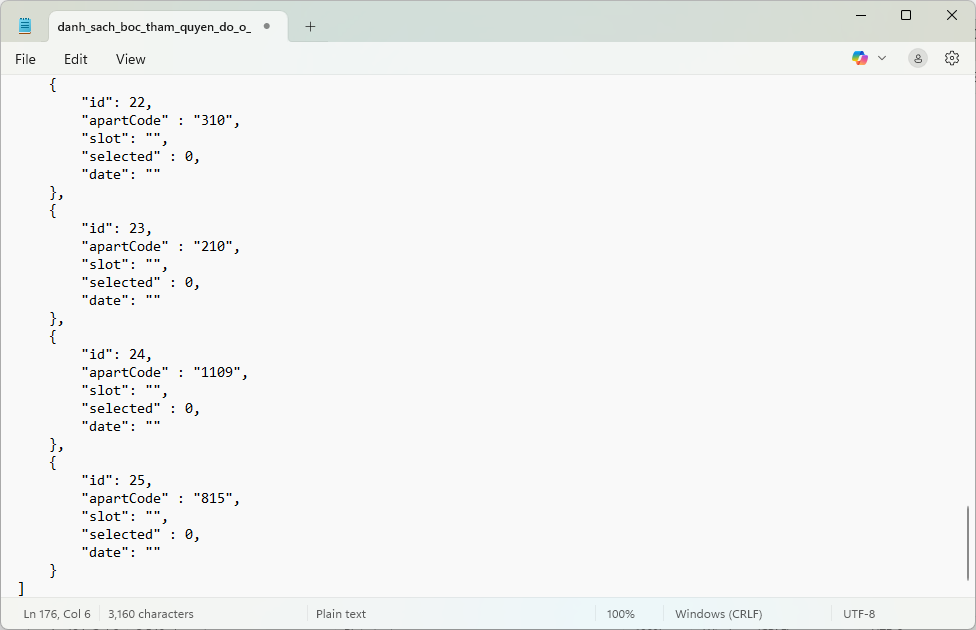 danh_sach_boc_tham_quyen_do_o_
File Edit View
    {
        "id": 22,
        "apartCode" : "310",
        "slot": "",
        "selected" : 0,
        "date": ""
    },
    {
        "id": 23,
        "apartCode" : "210",
        "slot": "",
        "selected" : 0,
        "date": ""
    },
    {
        "id": 24,
        "apartCode" : "1109",
        "slot": "",
        "selected" : 0,
        "date": ""
    },
    {
        "id": 25,
        "apartCode" : "815",
        "slot": "",
        "selected" : 0,
        "date": ""
    }
]
Ln 176, Col 6 3,160 characters Plain text 100% Windows (CRLF) UTF-8